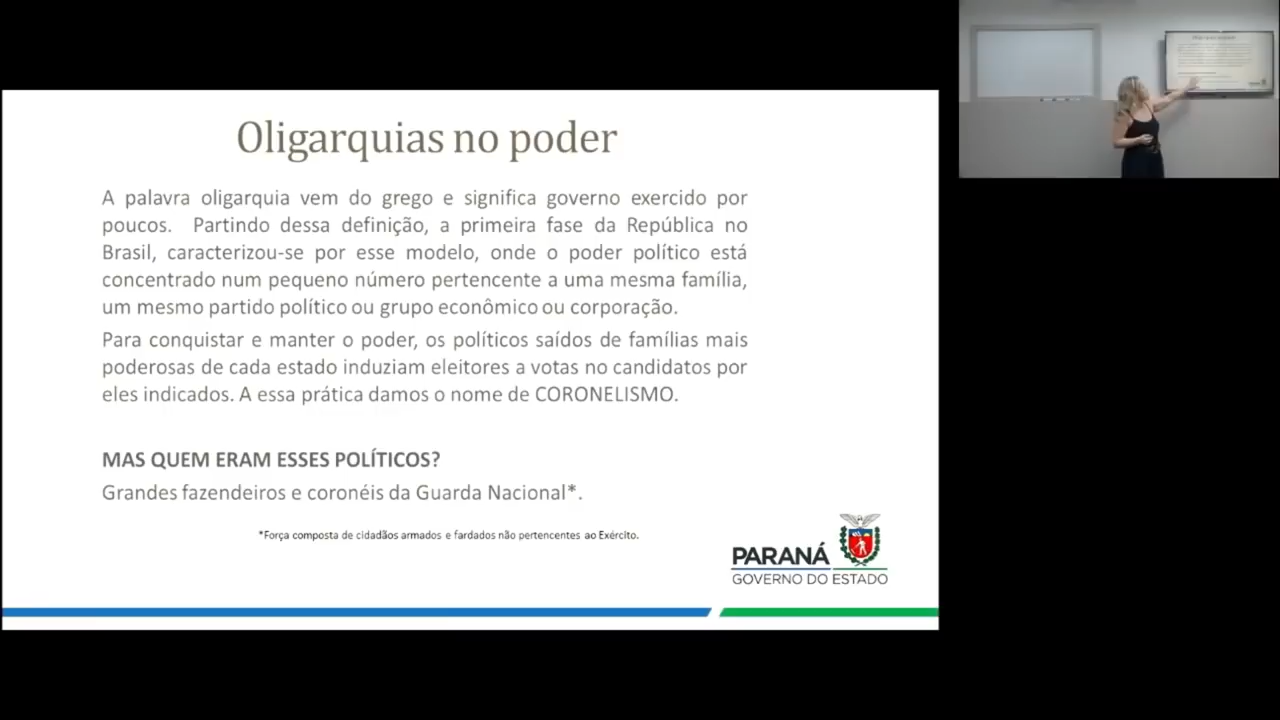 Oligarquias no poder
A palavra oligarquia vem do grego e significa governo exercido por
poucos. Partindo dessa definição, a primeira fase da República no
Brasil, caracterizou-se por esse modelo, onde o poder político está
concentrado num pequeno número pertencente a uma mesma família,
um mesmo partido político ou grupo econômico ou corporação.
Para conquistar e manter o poder, os políticos saídos de famílias mais
poderosas de cada estado induziam eleitores a votas no candidatos por
eles indicados. A essa prática damos o nome de CORONELISMO.
MAS QUEM ERAM ESSES POLÍTICOS?
Grandes fazendeiros e coronéis da Guarda Nacional*.
*Força composta de cidadãos armados e fardados não pertencentes ao Exército.
PARANÁ
GOVERNO DO ESTADO